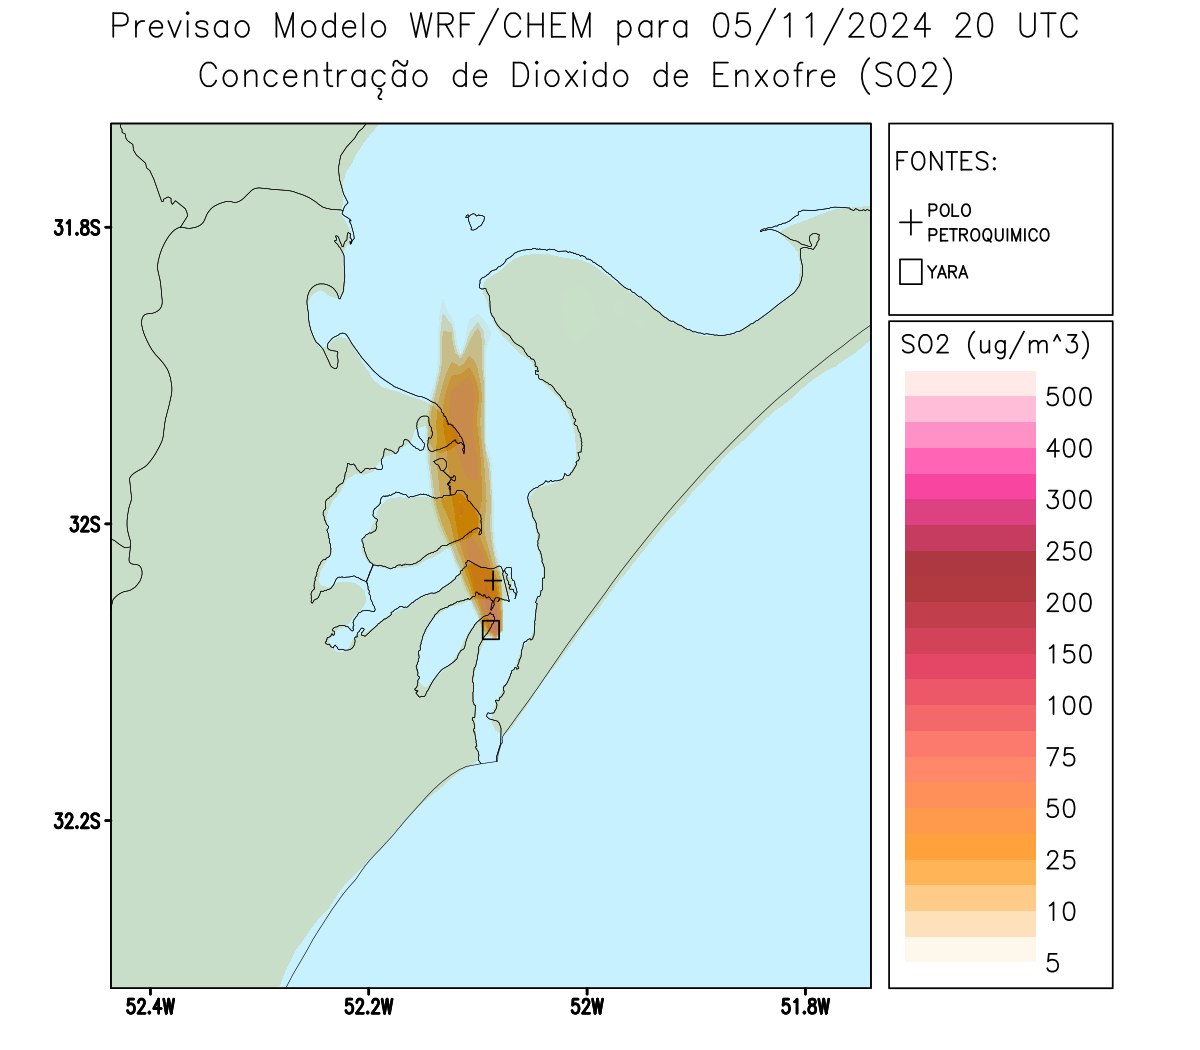 Previsao Modelo WRF/CHEM para 05/11/2024 20 UTC
Concentração de Dioxido de Enxofre (SO2)
FONTES:
POLO
PETROQUIMICO
YARA
SO2 (ug/m^3)
500
400
300
250
200
150
100
75
50
25
10
5
31.8S
32S
32.2S
52.4W
52.2W
52W
51.8W